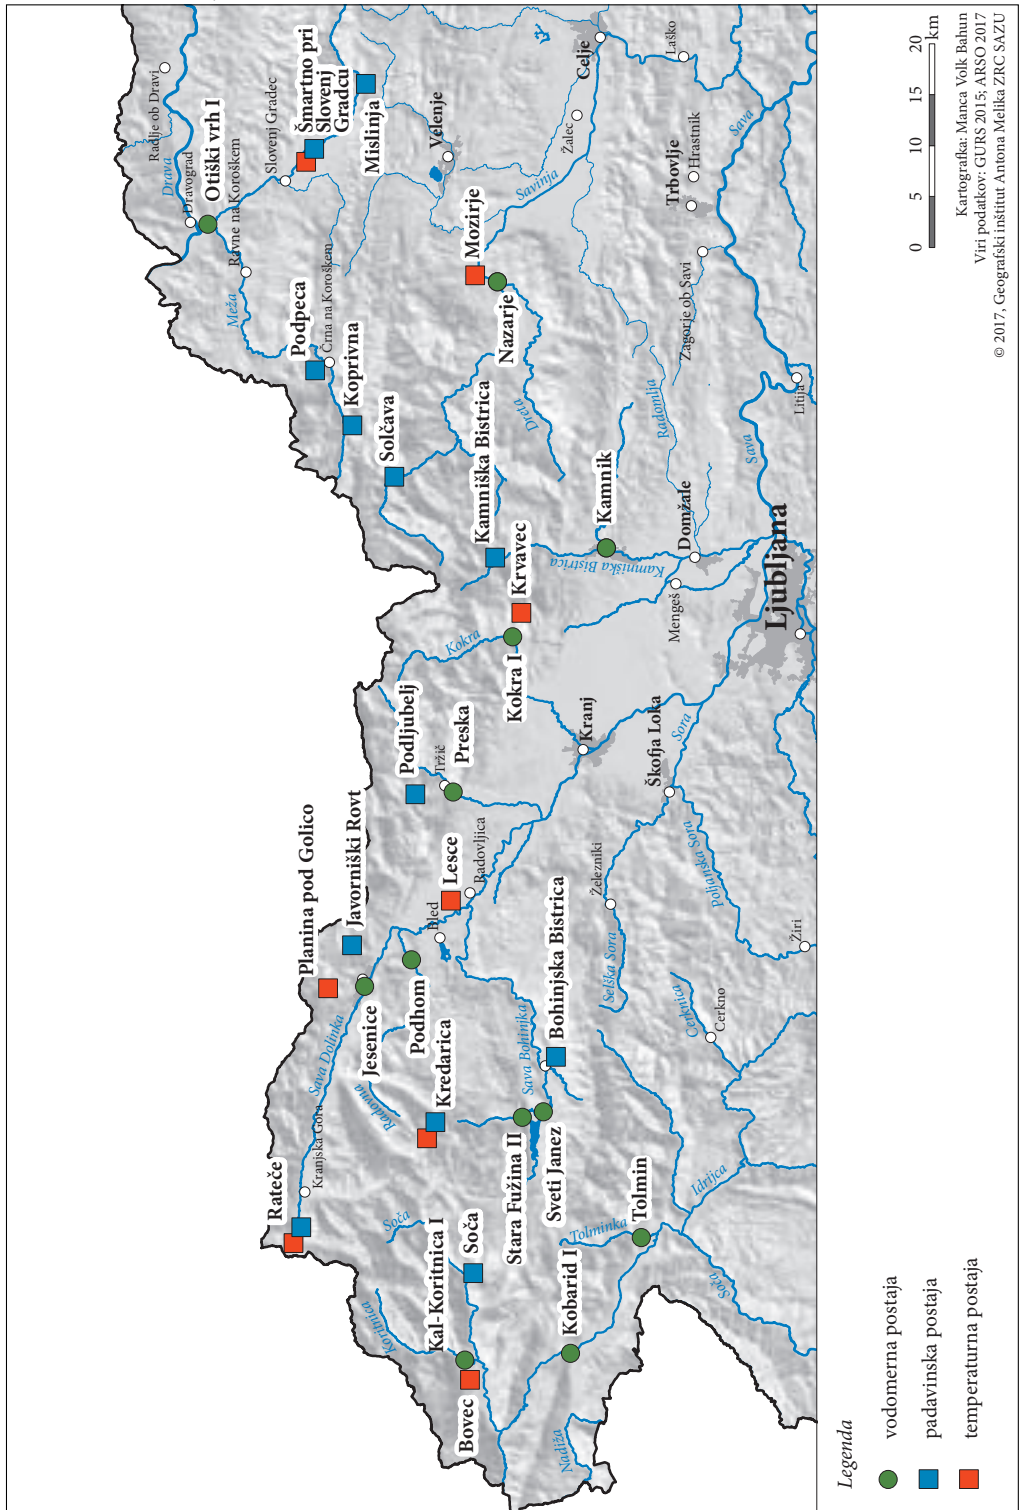 Rateče
Kranjska Gora
Planina pod Golico
Javorniški Rovt
Sava Dolinka
Jesenice
Podhom
Radovna
Kredarica
Soča
Koritnica
Kal-Koritnica I
Soča
Bovec
Stara Fužina II
Sveti Janez
Sava Bohinjka
Bohinjska Bistrica
Bled
Lesce
Radovljica
Podljubelj
Tržič
Preska
Kokra
Kokra I
Krvavec
Kamniška Bistrica
Kamniška Bistrica
Kamnik
Solčava
Koprivna
Podpeca
Črna na Koroškem
Meža
Ravne na Koroškem
Otiški vrh I
Dravograd
Drava
Radlje ob Dravi
Slovenj Gradec
Šmartno pri
Slovenj
Gradcu
Mislinja
Velenje
Mozirje
Nazarje
Dreta
Savinja
Žalec
Celje
Laško
Trbovlje
Hrastnik
Zagorje ob Savi
Sava
Radomlja
Litija
Sava
Domžale
Mengeš
Ljubljana
Kranj
Škofja Loka
Sora
Železniki
Selška Sora
Poljanska Sora
Žiri
Cerknica
Cerkno
Idrijca
Tolmin
Tolminka
Kobarid I
Soča
Nadiža
Legenda
vodomerna postaja
padavinska postaja
temperaturna postaja
0 5 10 15 20
km
Kartografka: Manca Volk Bahun
Viri podatkov: GURS 2015; ARSO 2017
© 2017, Geografski inštitut Antona Melika ZRC SAZU